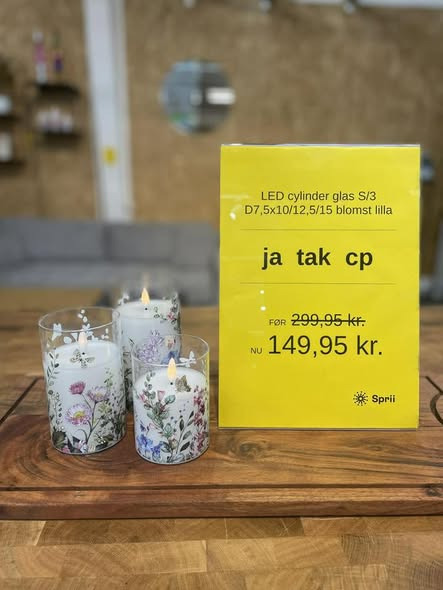 LED cylinder glas S/3
D7,5x10/12,5/15 blomst lilla
ja tak cp
FØR 299,95 kr.
NU 149,95 kr.
Sprii